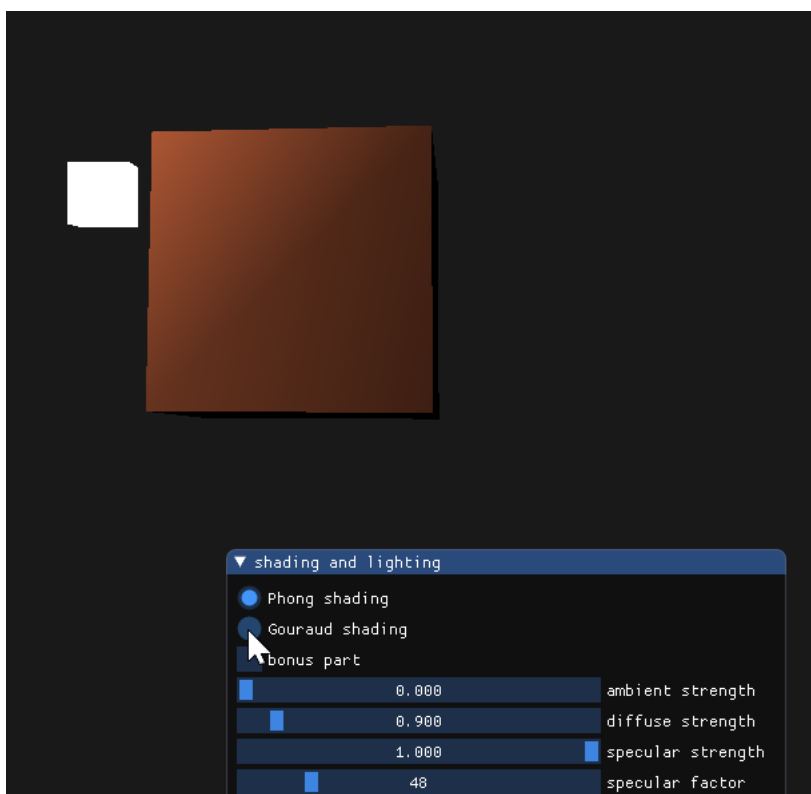 shading and lighting
Phong shading
Gouraud shading
bonus part
0.000 ambient strength
0.900 diffuse strength
1.000 specular strength
48 specular factor